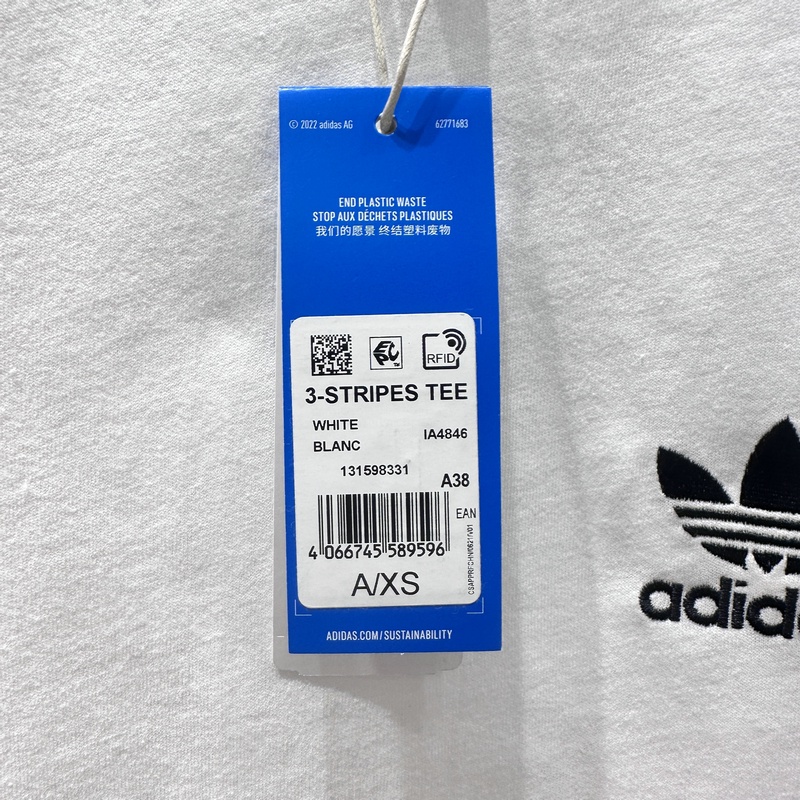 © 2022 adidas AG
62771683
END PLASTIC WASTE
STOP AUX DÉCHETS PLASTIQUES
我们的愿景 终结塑料废物
EPC™
RFID
3-STRIPES TEE
WHITE
BLANC
IA4846
131598331
A38
EAN
4 066745 589596
A/XS
ADIDAS.COM/SUSTAINABILITY
adid